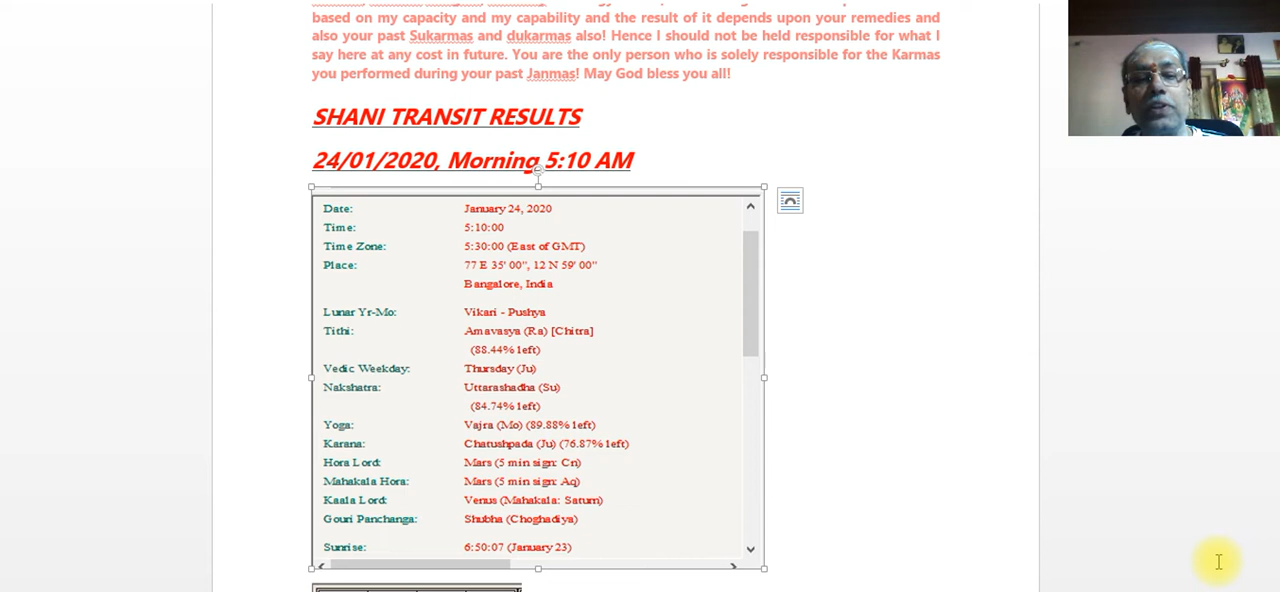 based on my capacity and my capability and the result of it depends upon your remedies and
also your past Sukarmas and dukarmas also! Hence I should not be held responsible for what I
say here at any cost in future. You are the only person who is solely responsible for the Karmas
you performed during your past Janmas! May God bless you all!
SHANI TRANSIT RESULTS
24/01/2020, Morning 5:10 AM
Date: January 24, 2020
Time: 5:10:00
Time Zone: 5:30:00 (East of GMT)
Place: 77 E 35' 00", 12 N 59' 00"
Bangalore, India
Lunar Yr-Mo: Vikari - Pushya
Tithi: Amavasya (Ra) [Chitra]
(88.44% left)
Vedic Weekday: Thursday (Ju)
Nakshatra: Uttarashadha (Su)
(84.74% left)
Yoga: Vajra (Mo) (89.88% left)
Karana: Chatushpada (Ju) (76.87% left)
Hora Lord: Mars (5 min sign: Cn)
Mahakala Hora: Mars (5 min sign: Aq)
Kaala Lord: Venus (Mahakala: Saturn)
Gouri Panchanga: Shubha (Choghadiya)
Sunrise: 6:50:07 (January 23)